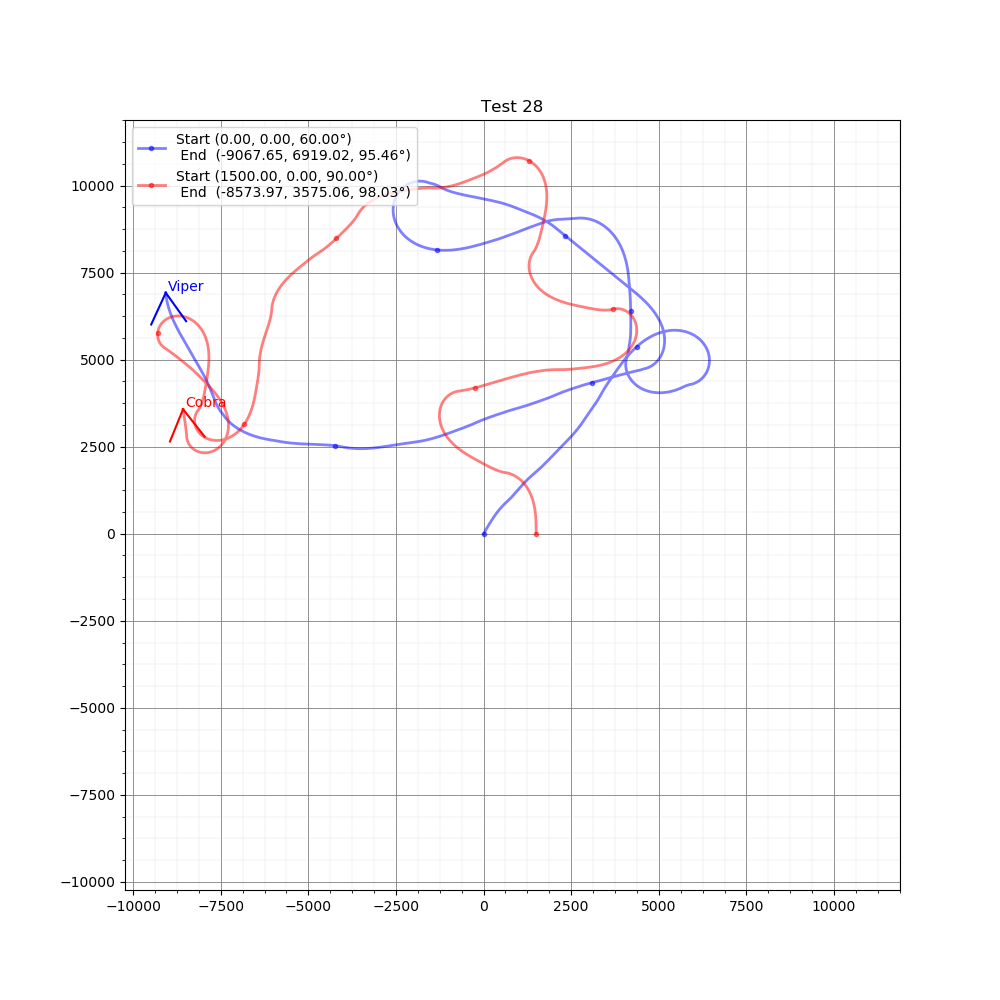 Test 28
Start (0.00, 0.00, 60.00°)
End (-9067.65, 6919.02, 95.46°)
Start (1500.00, 0.00, 90.00°)
End (-8573.97, 3575.06, 98.03°)
10000
7500
5000
2500
0
−2500
−5000
−7500
−10000
Viper
Cobra
−10000 −7500 −5000 −2500 0 2500 5000 7500 10000